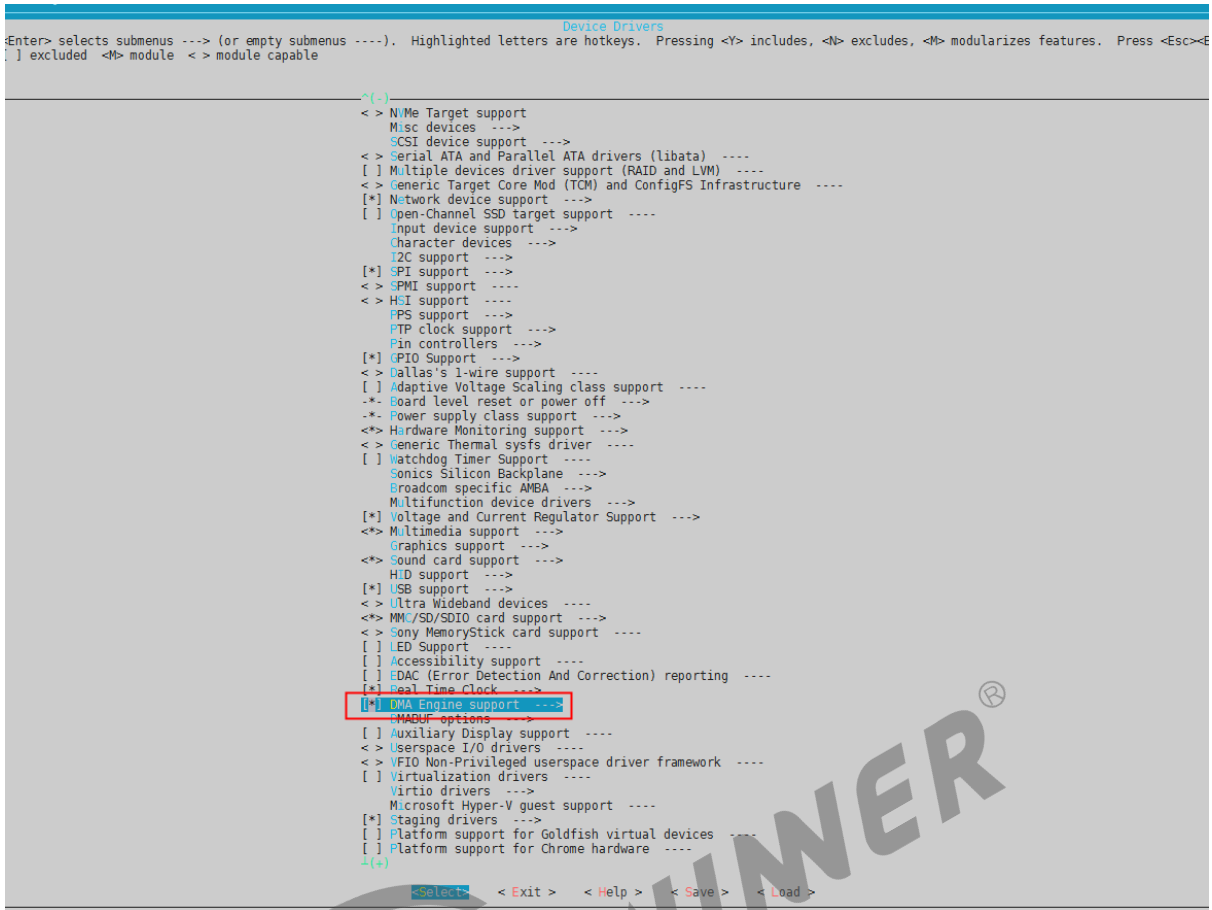 Device Drivers
<Enter> selects submenus ---> (or empty submenus ----).  Highlighted letters are hotkeys.  Pressing <Y> includes, <N> excludes, <M> modularizes features.  Press <Esc><E
[ ] excluded  <M> module  < > module capable
^(-)
< > NVMe Target support
Misc devices  --->
SCSI device support  --->
< > Serial ATA and Parallel ATA drivers (libata)  ----
[ ] Multiple devices driver support (RAID and LVM)  ----
< > Generic Target Core Mod (TCM) and ConfigFS Infrastructure  ----
[*] Network device support  --->
[ ] Open-Channel SSD target support  ----
Input device support  --->
Character devices  --->
I2C support  --->
[*] SPI support  --->
< > SPMI support  ----
< > HSI support  ----
PPS support  --->
PTP clock support  --->
Pin controllers  --->
[*] GPIO Support  --->
< > Dallas's 1-wire support  ----
[ ] Adaptive Voltage Scaling class support  ----
-*- Board level reset or power off  --->
-*- Power supply class support  --->
<*> Hardware Monitoring support  --->
< > Generic Thermal sysfs driver  ----
[ ] Watchdog Timer Support  ----
Sonics Silicon Backplane  --->
Broadcom specific AMBA  --->
Multifunction device drivers  --->
[*] Voltage and Current Regulator Support  --->
<*> Multimedia support  --->
Graphics support  --->
<*> Sound card support  --->
HID support  --->
[*] USB support  --->
< > Ultra Wideband devices  ----
<*> MMC/SD/SDIO card support  --->
< > Sony MemoryStick card support  ----
[ ] LED Support  ----
[ ] Accessibility support  ----
[ ] EDAC (Error Detection And Correction) reporting  ----
[*] Real Time Clock  --->
[*] DMA Engine support  --->
DMABUF options  --->
[ ] Auxiliary Display support  ----
< > Userspace I/O drivers  ----
< > VFIO Non-Privileged userspace driver framework  ----
[ ] Virtualization drivers  ----
Virtio drivers  --->
Microsoft Hyper-V guest support  ----
[*] Staging drivers  --->
[ ] Platform support for Goldfish virtual devices  ----
[ ] Platform support for Chrome hardware  ----
┴(+)
<Select>    < Exit >    < Help >    < Save >    < Load >